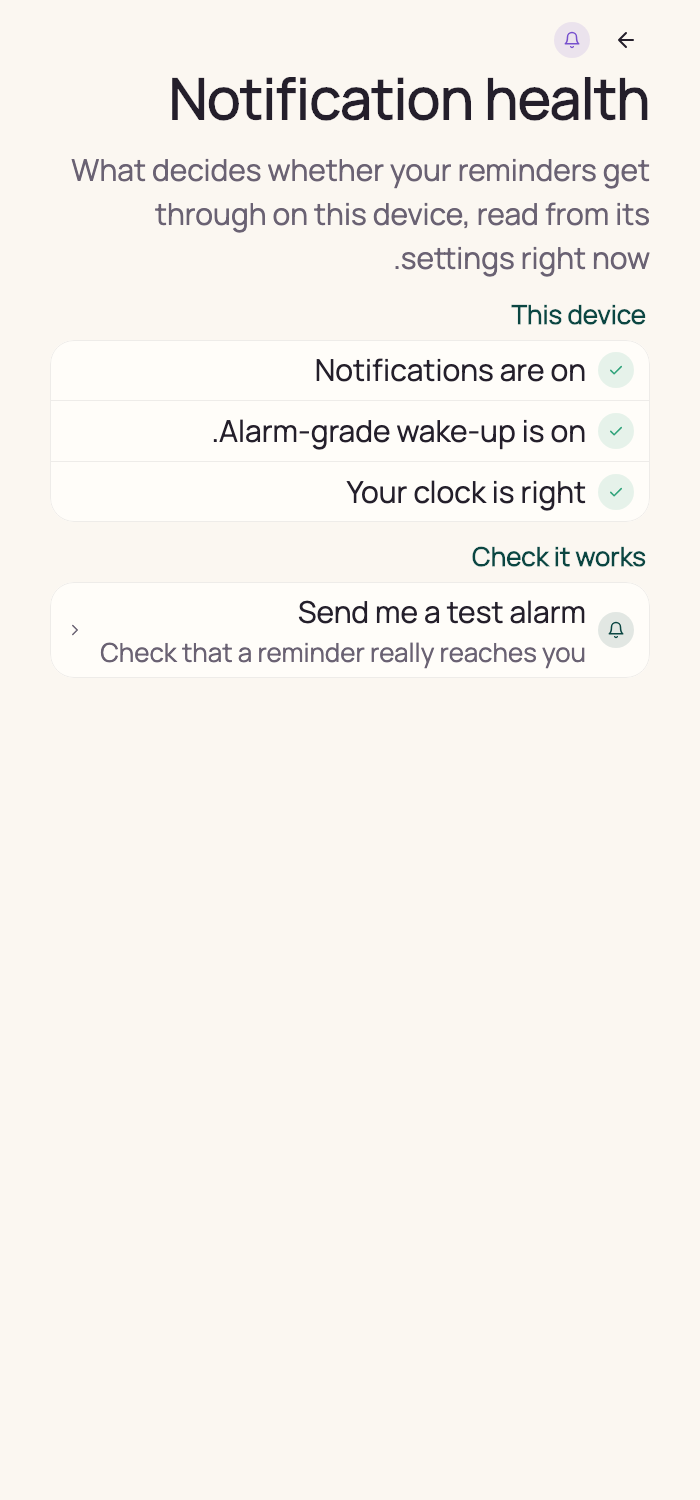 Notification health
What decides whether your reminders get
through on this device, read from its
.settings right now
This device
Notifications are on
.Alarm-grade wake-up is on
Your clock is right
Check it works
Send me a test alarm
Check that a reminder really reaches you